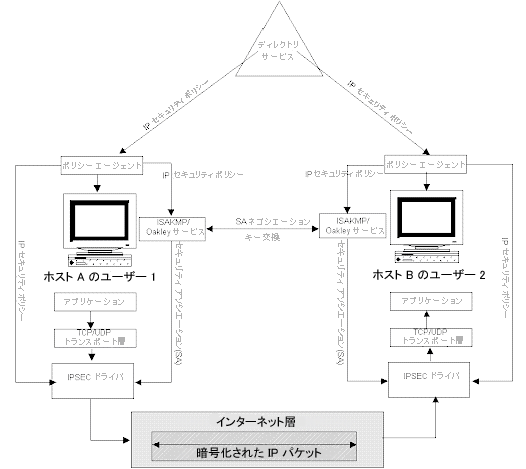 ディレクトリ
サービス
IP セキュリティ ポリシー
IP セキュリティ ポリシー
ポリシー エージェント
ポリシー エージェント
IP セキュリティ ポリシー
IP セキュリティ ポリシー
ISAKMP/
Oakley サービス
SA ネゴシエーション
キー交換
ISAKMP/
Oakley サービス
IP セキュリティ ポリシー
セキュリティ アソシエーション (SA)
セキュリティ アソシエーション (SA)
IP セキュリティ ポリシー
ホスト A のユーザー 1
ホスト B のユーザー 2
アプリケーション
アプリケーション
TCP/UDP
トランスポート層
TCP/UDP
トランスポート層
IPSEC ドライバ
IPSEC ドライバ
インターネット層
暗号化された IP パケット